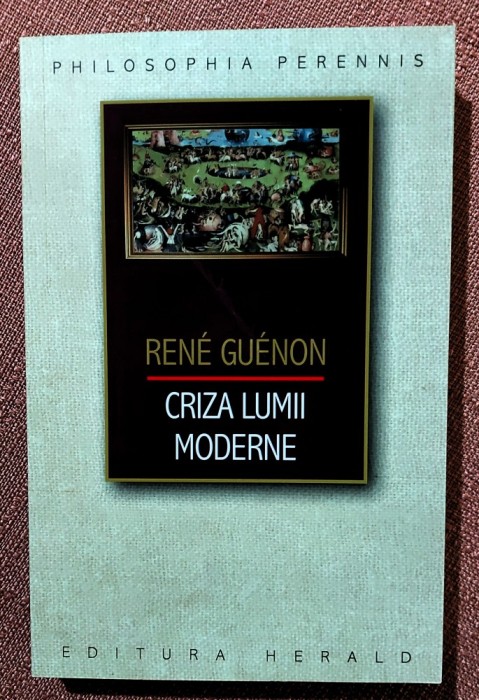 PHILOSOPHIA PERENNIS
RENÉ GUÉNON
CRIZA LUMII
MODERNE
EDITURA HERALD